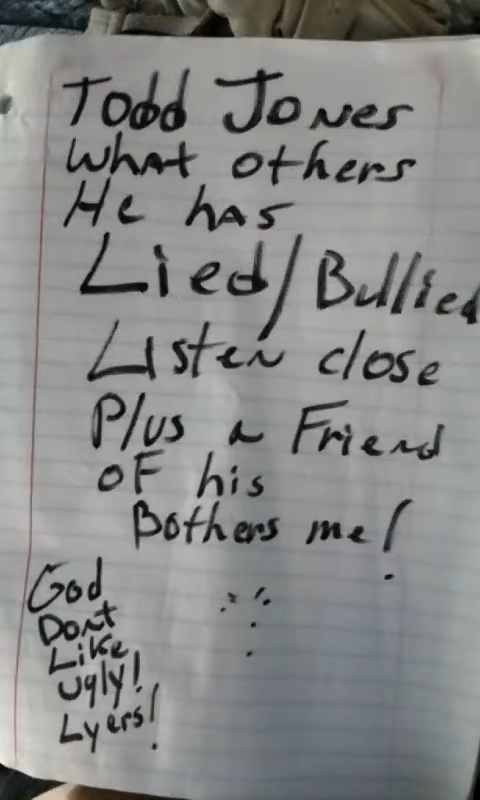 Todd Jones
What others
He has
Lied/Bullied
Listen close
Plus a Friend
OF his
Bothers me!
God
Dont
Like
Ugly!
Lyers!